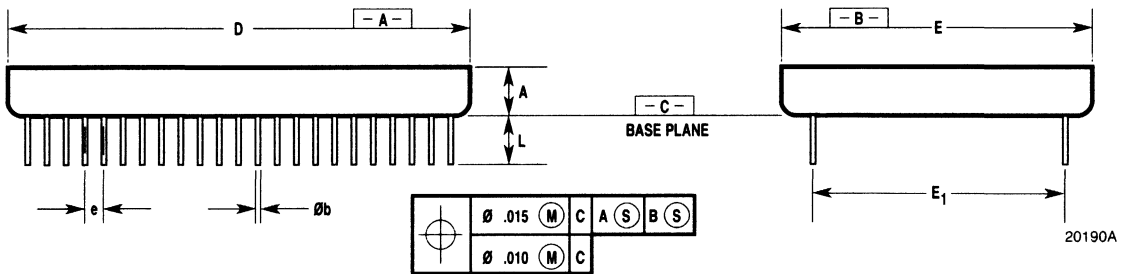 D
- A -
- B -
E
A
- C -
BASE PLANE
L
e
Øb
E1
Ø .015 M C A S B S
Ø .010 M C
20190A